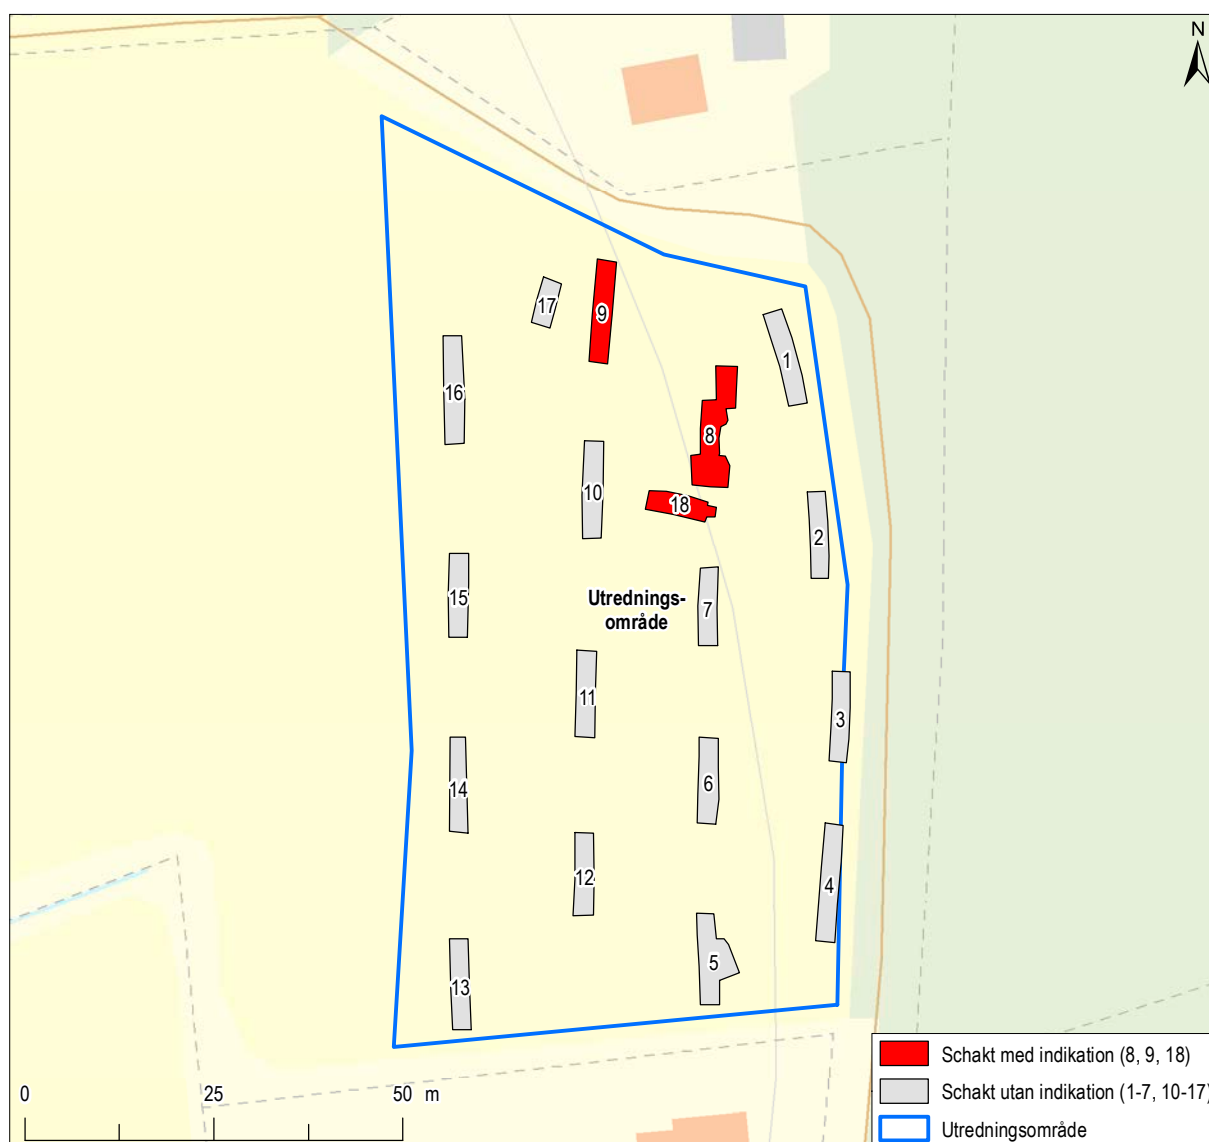 N
17
9
1
16
8
10
18
2
15
Utrednings-
område
7
11
3
14
6
12
4
5
13
0 25 50 m
Schakt med indikation (8, 9, 18)
Schakt utan indikation (1-7, 10-17)
Utredningsområde